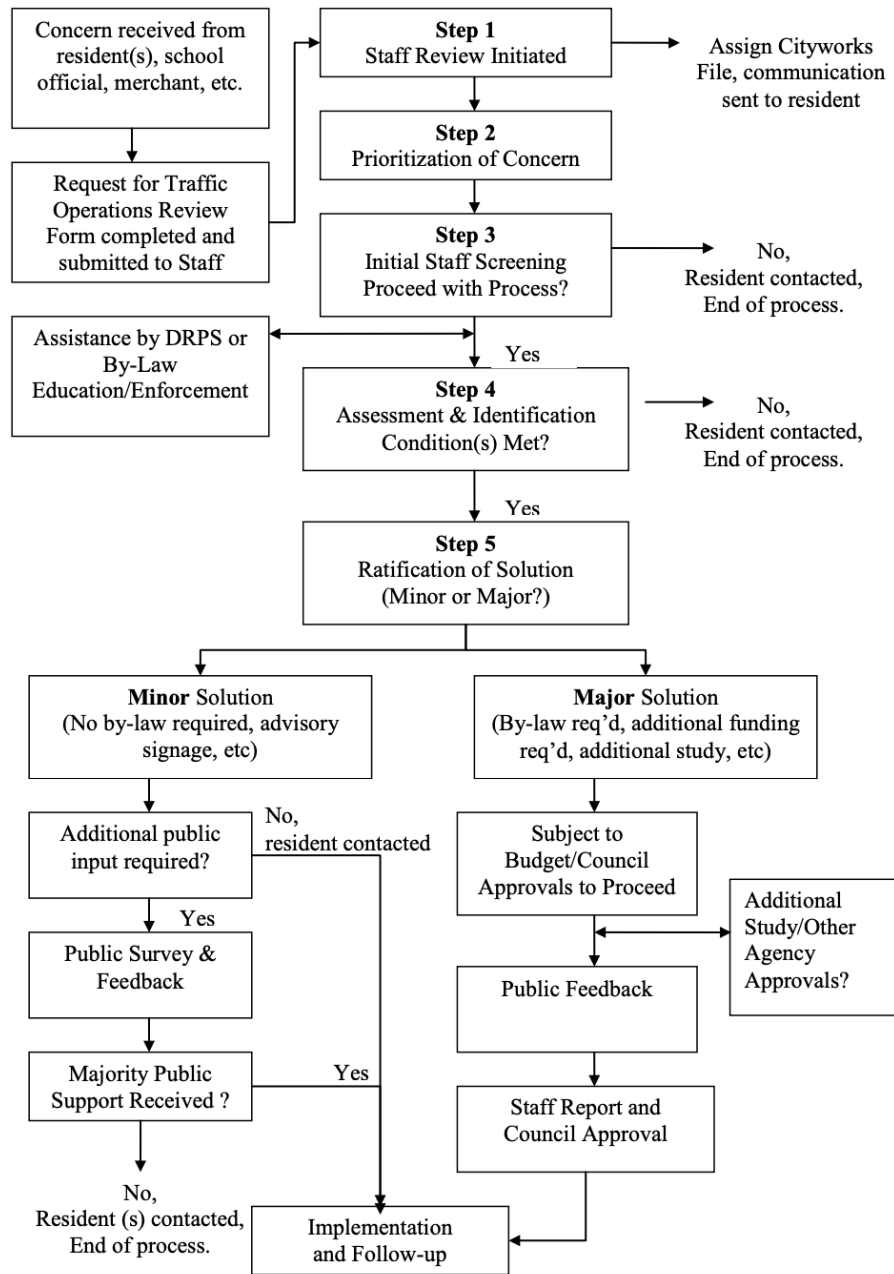 Concern received from
resident(s), school
official, merchant, etc.
Step 1
Staff Review Initiated
Assign Cityworks
File, communication
sent to resident
Request for Traffic
Operations Review
Form completed and
submitted to Staff
Step 2
Prioritization of Concern
Step 3
Initial Staff Screening
Proceed with Process?
No,
Resident contacted,
End of process.
Assistance by DRPS or
By-Law
Education/Enforcement
Yes
Step 4
Assessment & Identification
Condition(s) Met?
No,
Resident contacted,
End of process.
Yes
Step 5
Ratification of Solution
(Minor or Major?)
Minor Solution
(No by-law required, advisory
signage, etc)
Major Solution
(By-law req’d, additional funding
req’d, additional study, etc)
Additional public
input required?
No,
resident contacted
Subject to
Budget/Council
Approvals to Proceed
Additional
Study/Other
Agency
Approvals?
Yes
Public Survey &
Feedback
Public Feedback
Majority Public
Support Received ?
Yes
Staff Report and
Council Approval
No,
Resident (s) contacted,
End of process.
Implementation
and Follow-up